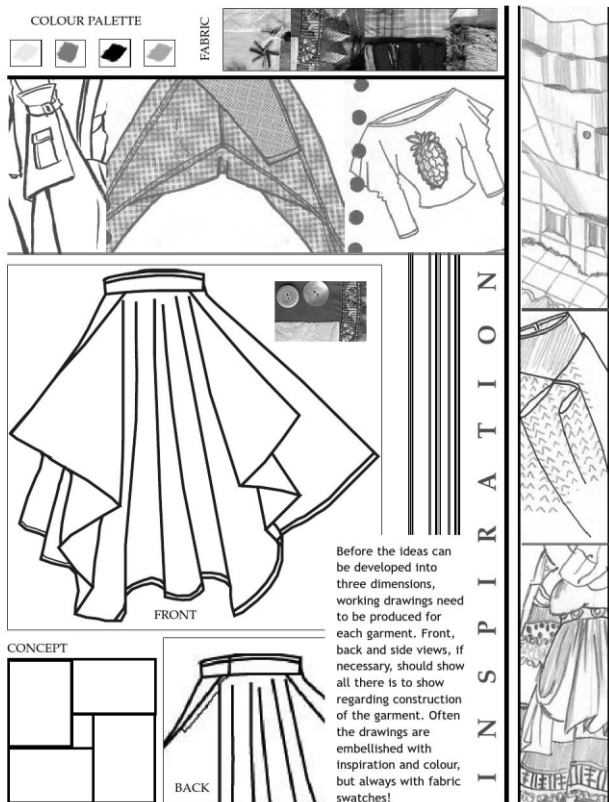 COLOUR PALETTE
FABRIC
INSPIRATION
FRONT
Before the ideas can
be developed into
three dimensions,
working drawings need
to be produced for
each garment. Front,
back and side views, if
necessary, should show
all there is to show
regarding construction
of the garment. Often
the drawings are
embellished with
inspiration and colour,
but always with fabric
swatches!
CONCEPT
BACK